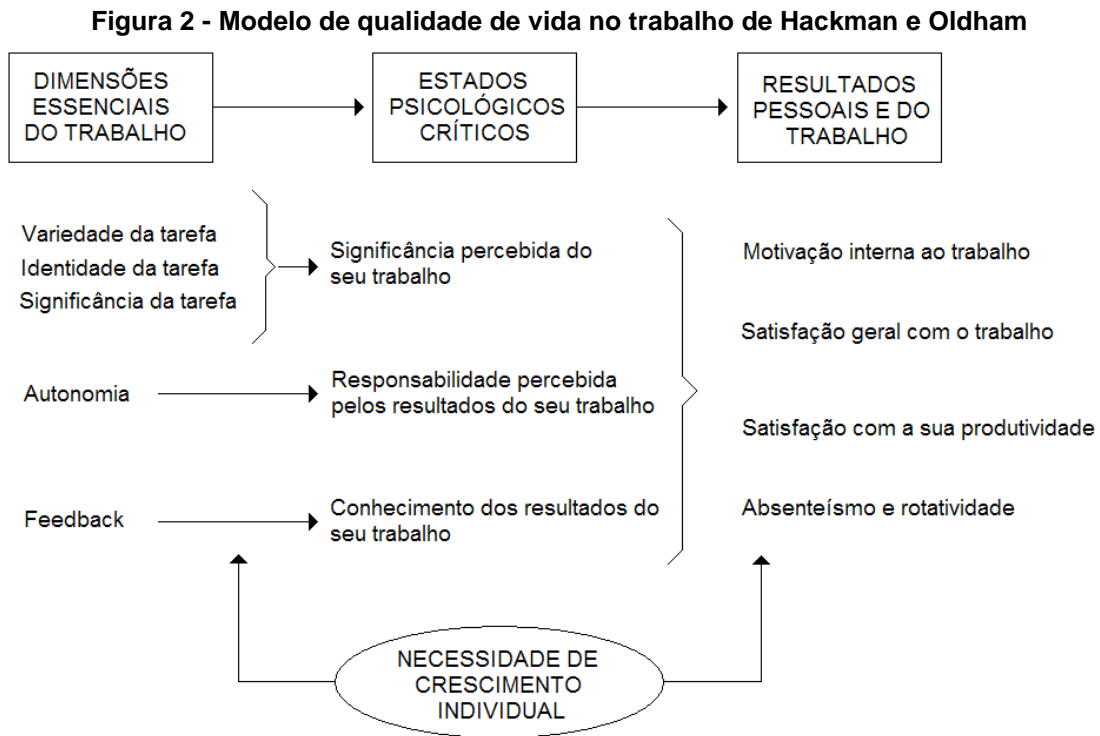 Figura 2 - Modelo de qualidade de vida no trabalho de Hackman e Oldham
DIMENSÕES
ESSENCIAIS
DO TRABALHO
ESTADOS
PSICOLÓGICOS
CRÍTICOS
RESULTADOS
PESSOAIS E DO
TRABALHO
Variedade da tarefa
Identidade da tarefa
Significância da tarefa
Significância percebida do
seu trabalho
Motivação interna ao trabalho
Satisfação geral com o trabalho
Autonomia
Responsabilidade percebida
pelos resultados do seu trabalho
Satisfação com a sua produtividade
Feedback
Conhecimento dos resultados do
seu trabalho
Absenteísmo e rotatividade
NECESSIDADE DE
CRESCIMENTO
INDIVIDUAL